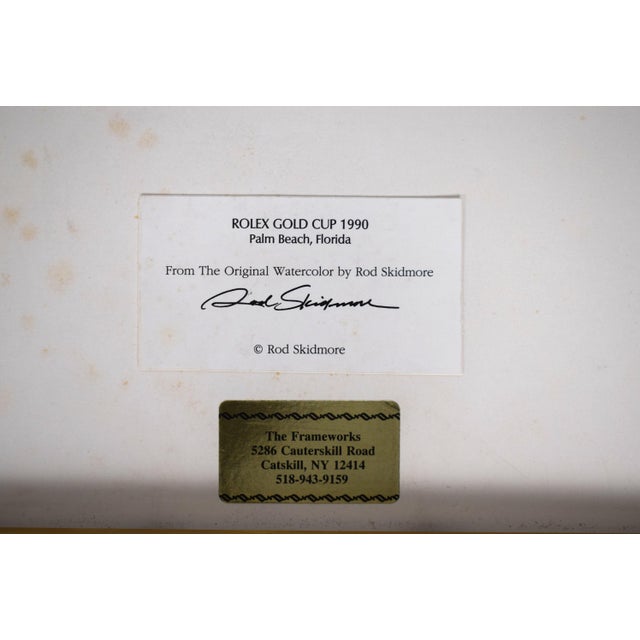 ROLEX GOLD CUP 1990
Palm Beach, Florida
From The Original Watercolor by Rod Skidmore
Rod Skidmore
© Rod Skidmore
The Frameworks
5286 Cauterskill Road
Catskill, NY 12414
518-943-9159